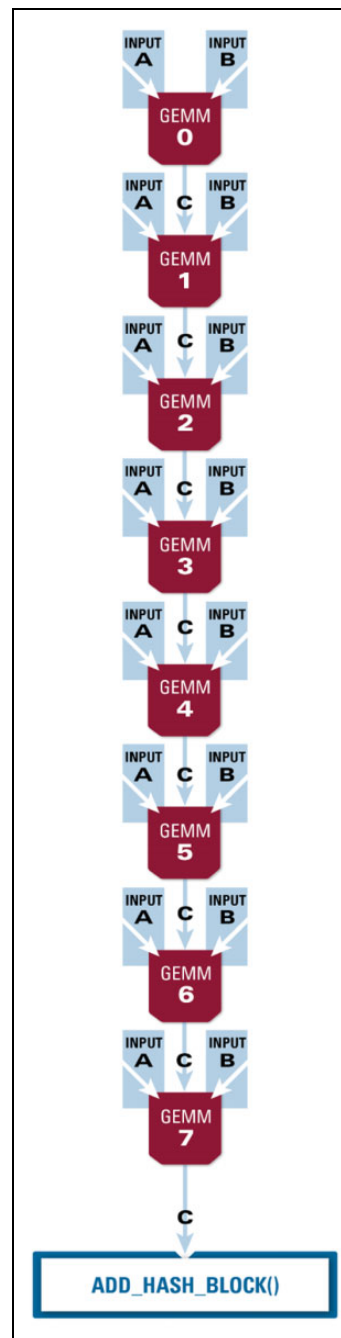 INPUT INPUT
A B
GEMM
0
INPUT C INPUT
A B
GEMM
1
INPUT C INPUT
A B
GEMM
2
INPUT C INPUT
A B
GEMM
3
INPUT C INPUT
A B
GEMM
4
INPUT C INPUT
A B
GEMM
5
INPUT C INPUT
A B
GEMM
6
INPUT C INPUT
A B
GEMM
7
C
ADD_HASH_BLOCK()